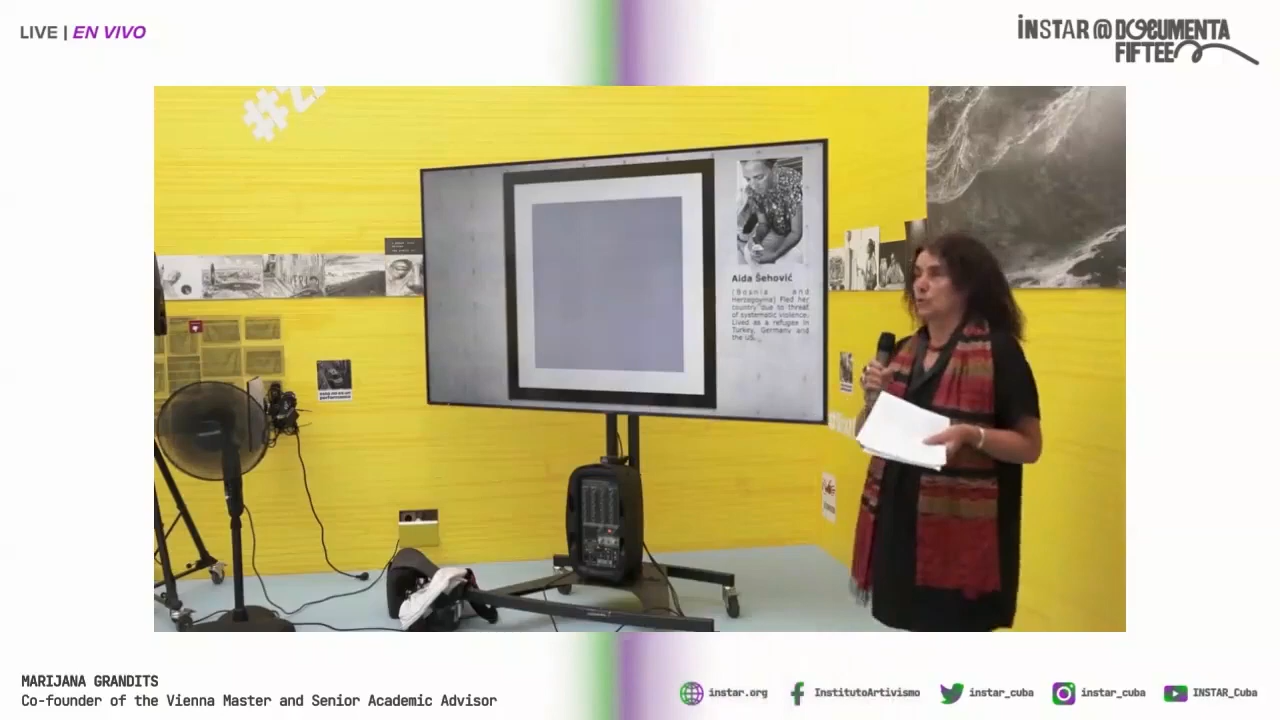 LIVE | EN VIVO
INSTAR @ DOCUMENTA
FIFTEEN
Aida Šehović
[Bosnia and
Herzegovina] Fled her
country due to threat
of systematic violence.
Lived as a refugee in
Turkey, Germany and
the US.
MARIJANA GRANDITS
Co-founder of the Vienna Master and Senior Academic Advisor
instar.org
InstitutoArtivismo
instar_cuba
instar_cuba
INSTAR_Cuba